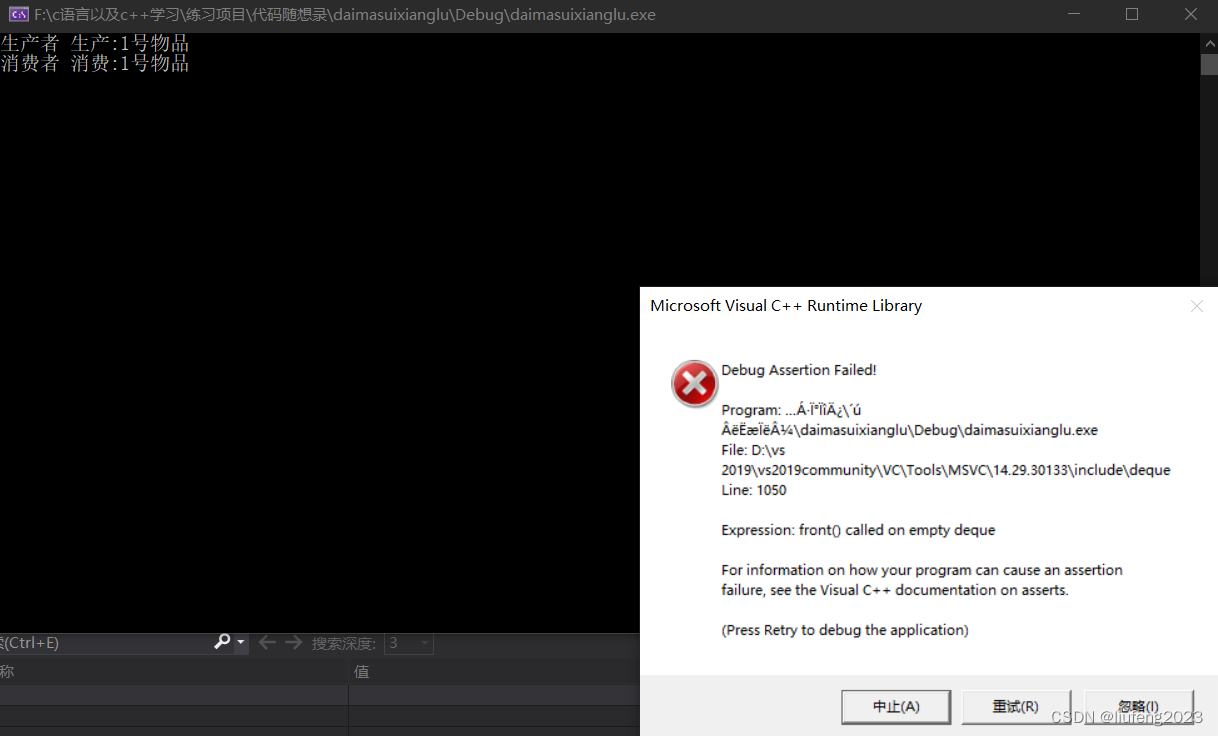 F:\c语言以及c++学习\练习项目\代码随想录\daimasuixianglu\Debug\daimasuixianglu.exe
生产者 生产:1号物品
消费者 消费:1号物品
Microsoft Visual C++ Runtime Library
Debug Assertion Failed!
Program: ...Á·Ï°ÏîÄ¿\´ú
ÂëËæÏëÂ¼\daimasuixianglu\Debug\daimasuixianglu.exe
File: D:\vs
2019\vs2019community\VC\Tools\MSVC\14.29.30133\include\deque
Line: 1050
Expression: front() called on empty deque
For information on how your program can cause an assertion
failure, see the Visual C++ documentation on asserts.
(Press Retry to debug the application)
(Ctrl+E) 搜索深度: 3
称 值
中止(A) 重试(R) 忽略(I)
CSDN @liufeng2023